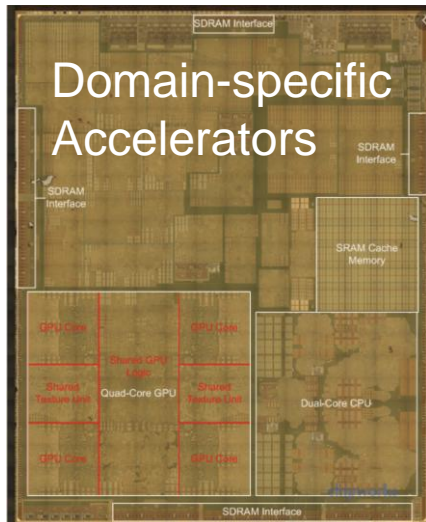 SDRAM Interface
Domain-specific
Accelerators
SDRAM
Interface
SDRAM
Interface
SRAM Cache
Memory
GPU Core
GPU Core
Shared GPU
Logic
Quad-Core GPU
Shared
Texture Unit
Shared
Texture Unit
Dual-Core CPU
GPU Core
GPU Core
chipworks
SDRAM Interface